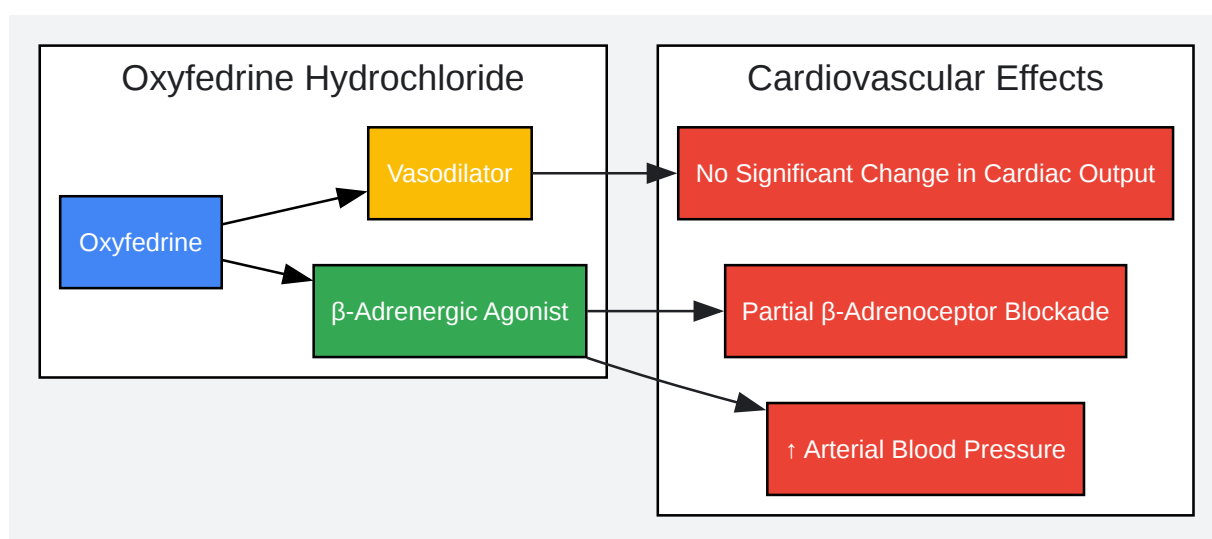 Oxyfedrine Hydrochloride
Cardiovascular Effects
Vasodilator
No Significant Change in Cardiac Output
Oxyfedrine
β-Adrenergic Agonist
Partial β-Adrenoceptor Blockade
↑ Arterial Blood Pressure